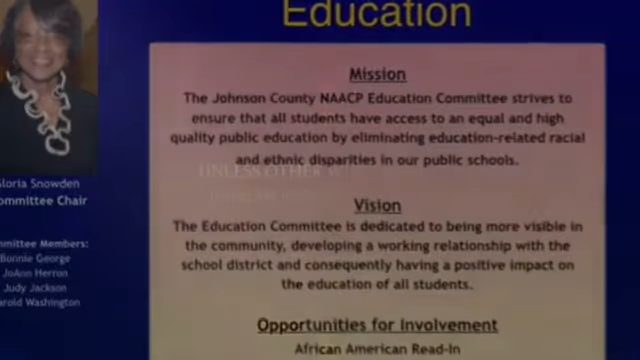 Education
Mission
The Johnson County NAACP Education Committee strives to
ensure that all students have access to an equal and high
quality public education by eliminating education-related racial
and ethnic disparities in our public schools.
UNLESS OTHER
Vision
The Education Committee is dedicated to being more visible in
the community, developing a working relationship with the
school district and consequently having a positive impact on
the education of all students.
Opportunities for Involvement
African American Read-In
loria Snowden
ommittee Chair
mmittee Members:
Bonnie George
JoAnn Herron
Judy Jackson
arold Washington